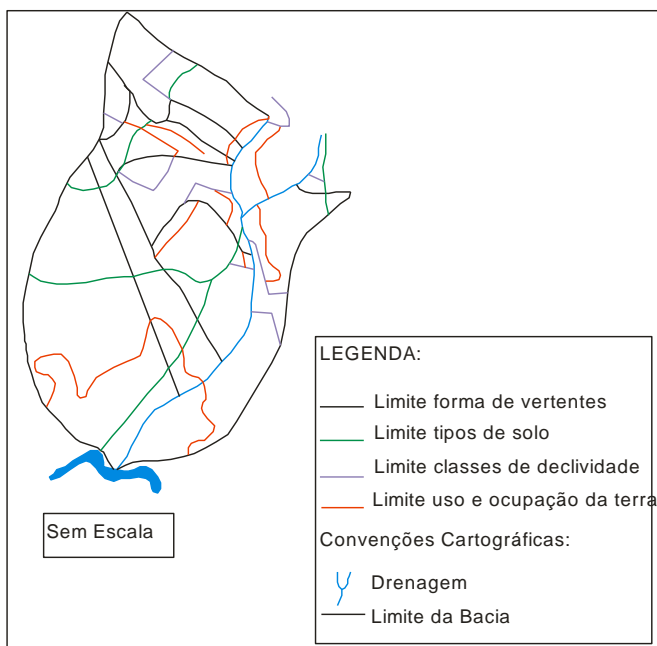 LEGENDA:
Limite forma de vertentes
Limite tipos de solo
Limite classes de declividade
Limite uso e ocupação da terra
Convenções Cartográficas:
Drenagem
Limite da Bacia
Sem Escala